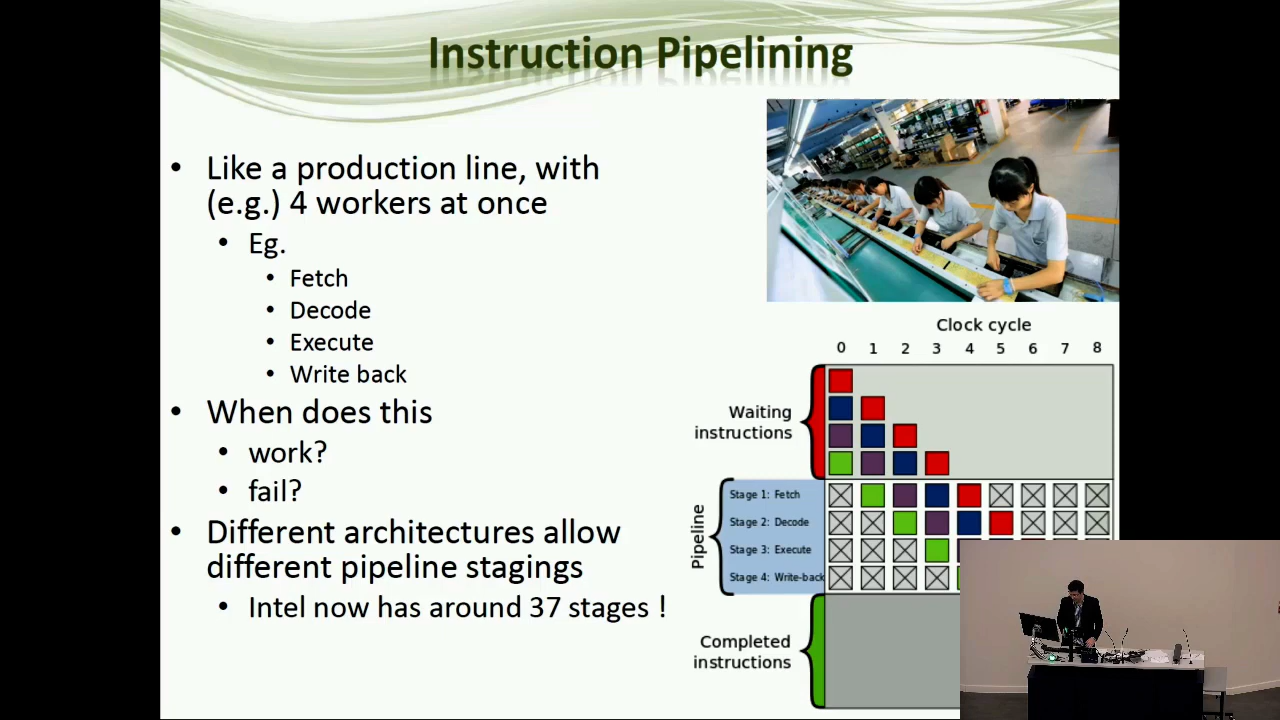 Instruction Pipelining
• Like a production line, with
(e.g.) 4 workers at once
• Eg.
• Fetch
• Decode
• Execute
• Write back
• When does this
• work?
• fail?
• Different architectures allow
different pipeline stagings
• Intel now has around 37 stages !
Clock cycle
0 1 2 3 4 5 6 7 8
Waiting
instructions
Pipeline
Stage 1: Fetch
Stage 2: Decode
Stage 3: Execute
Stage 4: Write-back
Completed
instructions